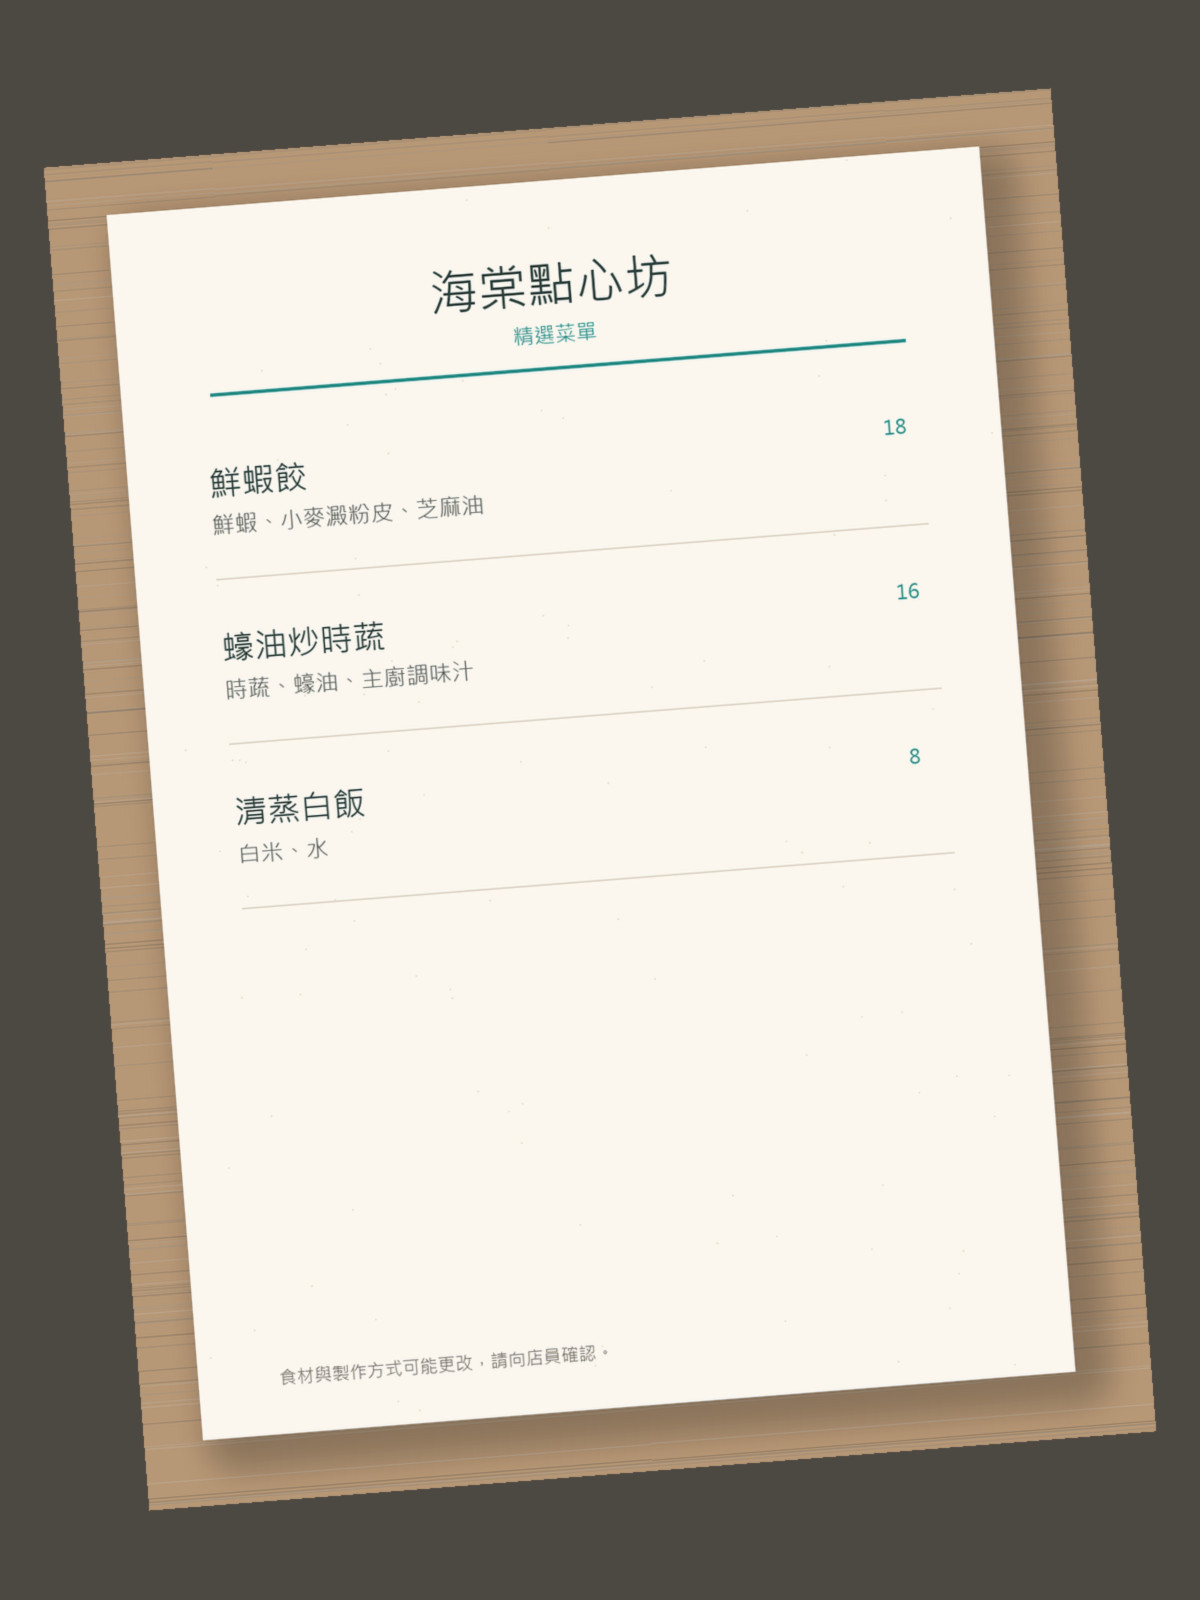 海棠點心坊
精選菜單
鮮蝦餃 18
鮮蝦、小麥澱粉皮、芝麻油
蠔油炒時蔬 16
時蔬、蠔油、主廚調味汁
清蒸白飯 8
白米、水
食材與製作方式可能更改，請向店員確認。